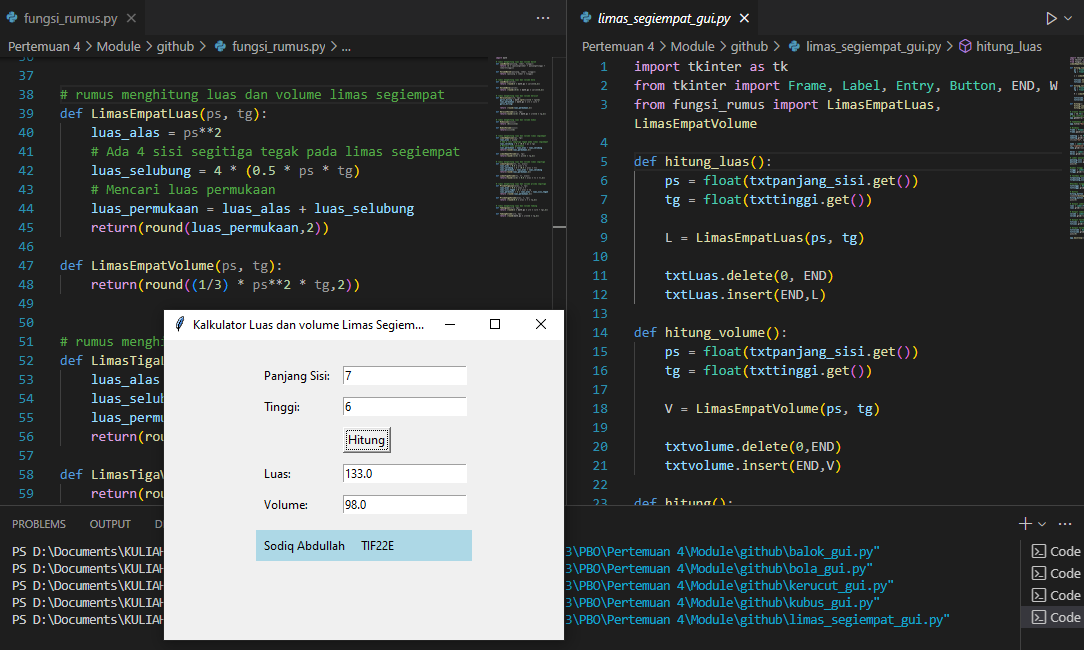 fungsi_rumus.py
Pertemuan 4 > Module > github > fungsi_rumus.py > ...
37
38 # rumus menghitung luas dan volume limas segiempat
39 def LimasEmpatLuas(ps, tg):
40 luas_alas = ps**2
41 # Ada 4 sisi segitiga tegak pada limas segiempat
42 luas_selubung = 4 * (0.5 * ps * tg)
43 # Mencari luas permukaan
44 luas_permukaan = luas_alas + luas_selubung
45 return(round(luas_permukaan,2))
46
47 def LimasEmpatVolume(ps, tg):
48 return(round((1/3) * ps**2 * tg,2))
49
50
51 # rumus menghi
52 def LimasTigaL
53 luas_alas
54 luas_selub
55 luas_permu
56 return(rou
57
58 def LimasTigaV
59 return(rou
limas_segiempat_gui.py
Pertemuan 4 > Module > github > limas_segiempat_gui.py > hitung_luas
1 import tkinter as tk
2 from tkinter import Frame, Label, Entry, Button, END, W
3 from fungsi_rumus import LimasEmpatLuas,
LimasEmpatVolume
4
5 def hitung_luas():
6 ps = float(txtpanjang_sisi.get())
7 tg = float(txttinggi.get())
8
9 L = LimasEmpatLuas(ps, tg)
10
11 txtLuas.delete(0, END)
12 txtLuas.insert(END,L)
13
14 def hitung_volume():
15 ps = float(txtpanjang_sisi.get())
16 tg = float(txttinggi.get())
17
18 V = LimasEmpatVolume(ps, tg)
19
20 txtvolume.delete(0,END)
21 txtvolume.insert(END,V)
22
23 def hitung():
Kalkulator Luas dan volume Limas Segiem...
Panjang Sisi: 7
Tinggi: 6
Hitung
Luas: 133.0
Volume: 98.0
Sodiq Abdullah TIF22E
PROBLEMS OUTPUT DE
PS D:\Documents\KULIAH 3\PBO\Pertemuan 4\Module\github\balok_gui.py"
PS D:\Documents\KULIAH 3\PBO\Pertemuan 4\Module\github\bola_gui.py"
PS D:\Documents\KULIAH 3\PBO\Pertemuan 4\Module\github\kerucut_gui.py"
PS D:\Documents\KULIAH 3\PBO\Pertemuan 4\Module\github\kubus_gui.py"
PS D:\Documents\KULIAH 3\PBO\Pertemuan 4\Module\github\limas_segiempat_gui.py"
Code
Code
Code
Code
Code